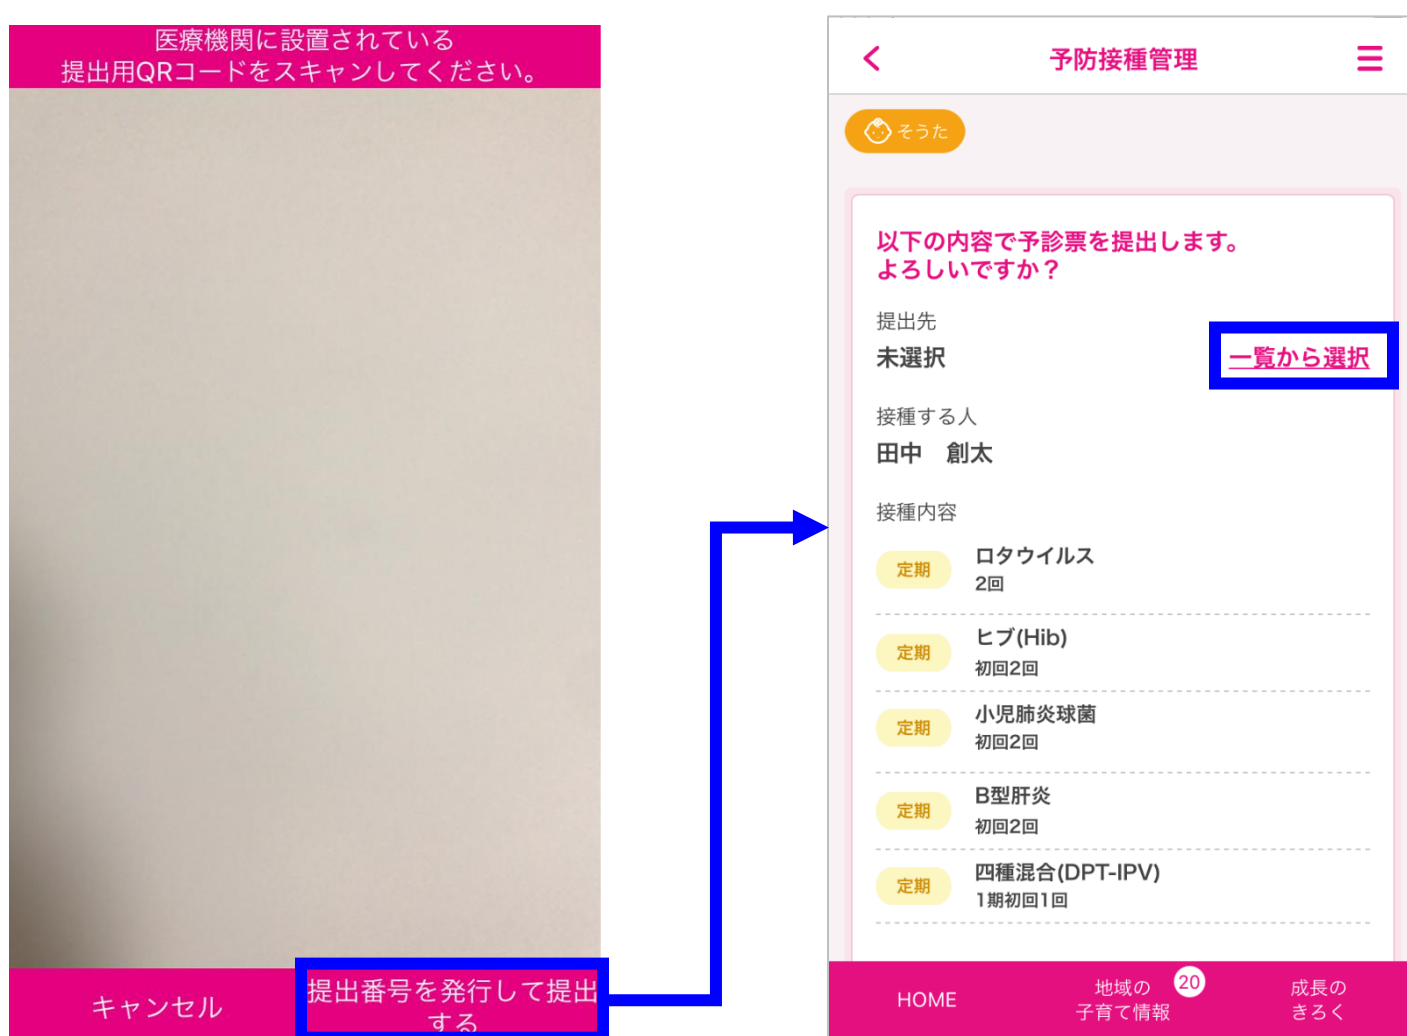 医療機関に設置されている
提出用QRコードをスキャンしてください。
キャンセル
提出番号を発行して提出
する
予防接種管理
そうた
以下の内容で予診票を提出します。
よろしいですか？
提出先
未選択
一覧から選択
接種する人
田中　創太
接種内容
定期
ロタウイルス
2回
定期
ヒブ(Hib)
初回2回
定期
小児肺炎球菌
初回2回
定期
B型肝炎
初回2回
定期
四種混合(DPT-IPV)
1期初回1回
HOME
地域の
子育て情報
20
成長の
きろく